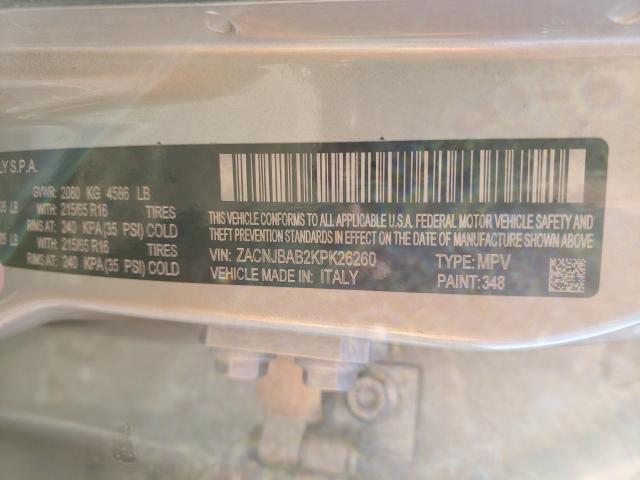 LY S.P.A.
GVWR: 2080 KG 4586 LB
LB WITH: 215/65 R16 TIRES
RIMS AT: 240 KPA(35 PSI) COLD
LB WITH: 215/65 R16 TIRES
RIMS AT: 240 KPA(35 PSI) COLD
THIS VEHICLE CONFORMS TO ALL APPLICABLE U.S.A. FEDERAL MOTOR VEHICLE SAFETY AND
THEFT PREVENTION STANDARDS IN EFFECT ON THE DATE OF MANUFACTURE SHOWN ABOVE
VIN: ZACNJBAB2KPK26260 TYPE: MPV
VEHICLE MADE IN: ITALY PAINT: 348